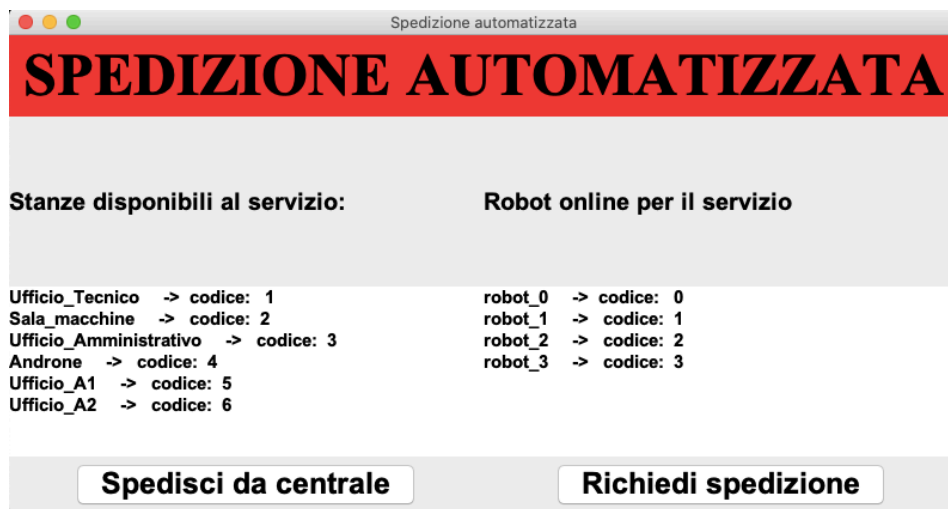 Spedizione automatizzata
SPEDIZIONE AUTOMATIZZATA
Stanze disponibili al servizio:
Robot online per il servizio
Ufficio_Tecnico -> codice: 1
Sala_macchine -> codice: 2
Ufficio_Amministrativo -> codice: 3
Androne -> codice: 4
Ufficio_A1 -> codice: 5
Ufficio_A2 -> codice: 6
robot_0 -> codice: 0
robot_1 -> codice: 1
robot_2 -> codice: 2
robot_3 -> codice: 3
Spedisci da centrale
Richiedi spedizione